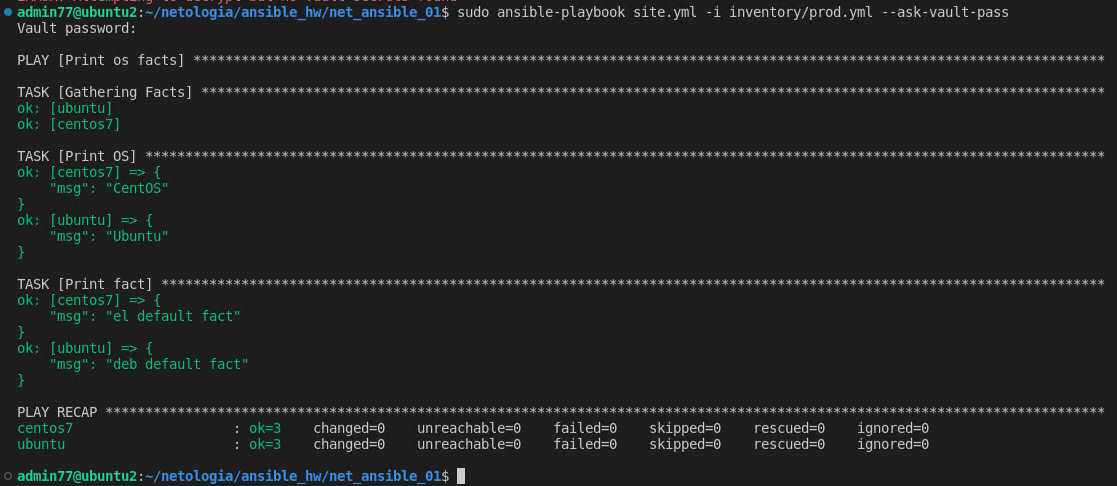 admin77@ubuntu2:~/netologia/ansible_hw/net_ansible_01$ sudo ansible-playbook site.yml -i inventory/prod.yml --ask-vault-pass
Vault password:
PLAY [Print os facts] ******************************************************************************************************************
TASK [Gathering Facts] *****************************************************************************************************************
ok: [ubuntu]
ok: [centos7]
TASK [Print OS] ************************************************************************************************************************
ok: [centos7] => {
    "msg": "CentOS"
}
ok: [ubuntu] => {
    "msg": "Ubuntu"
}
TASK [Print fact] **********************************************************************************************************************
ok: [centos7] => {
    "msg": "el default fact"
}
ok: [ubuntu] => {
    "msg": "deb default fact"
}
PLAY RECAP *****************************************************************************************************************************
centos7                    : ok=3    changed=0    unreachable=0    failed=0    skipped=0    rescued=0    ignored=0
ubuntu                     : ok=3    changed=0    unreachable=0    failed=0    skipped=0    rescued=0    ignored=0
admin77@ubuntu2:~/netologia/ansible_hw/net_ansible_01$